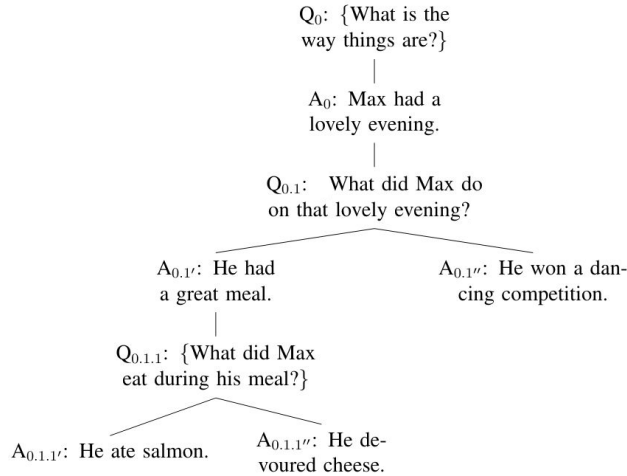 Q₀: {What is the
way things are?}
A₀: Max had a
lovely evening.
Q₀.₁: What did Max do
on that lovely evening?
A₀.₁′: He had
a great meal.
A₀.₁″: He won a dan-
cing competition.
Q₀.₁.₁: {What did Max
eat during his meal?}
A₀.₁.₁′: He ate salmon.
A₀.₁.₁″: He de-
voured cheese.